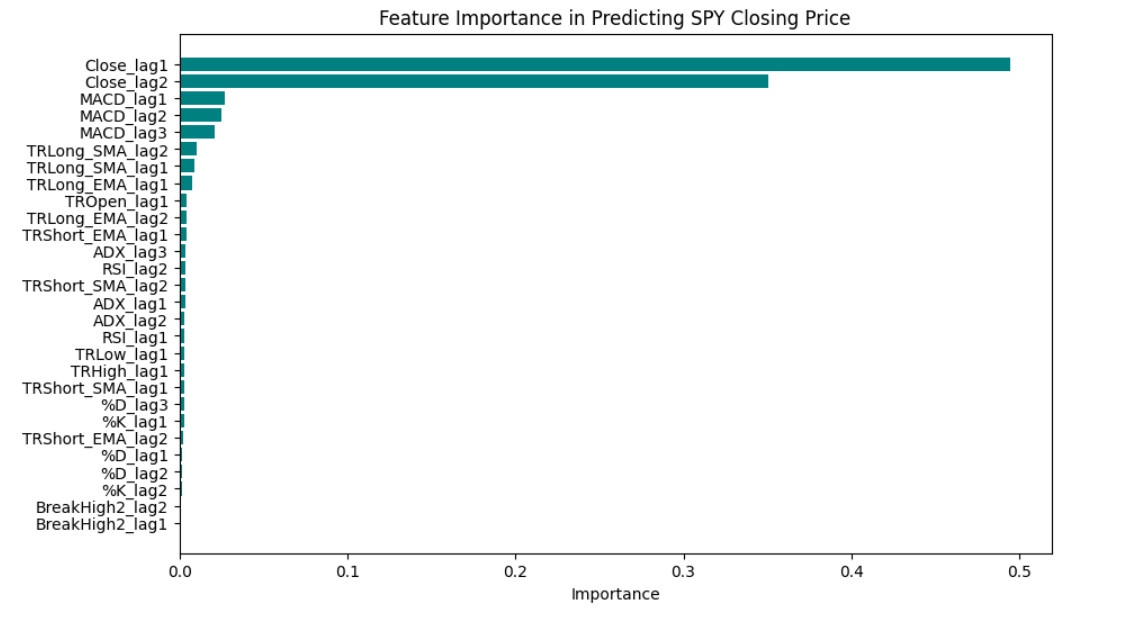 Feature Importance in Predicting SPY Closing Price
Close_lag1
Close_lag2
MACD_lag1
MACD_lag2
MACD_lag3
TRLong_SMA_lag2
TRLong_SMA_lag1
TRLong_EMA_lag1
TROpen_lag1
TRLong_EMA_lag2
TRShort_EMA_lag1
ADX_lag3
RSI_lag2
TRShort_SMA_lag2
ADX_lag1
ADX_lag2
RSI_lag1
TRLow_lag1
TRHigh_lag1
TRShort_SMA_lag1
%D_lag3
%K_lag1
TRShort_EMA_lag2
%D_lag1
%D_lag2
%K_lag2
BreakHigh2_lag2
BreakHigh2_lag1
0.0 0.1 0.2 0.3 0.4 0.5
Importance